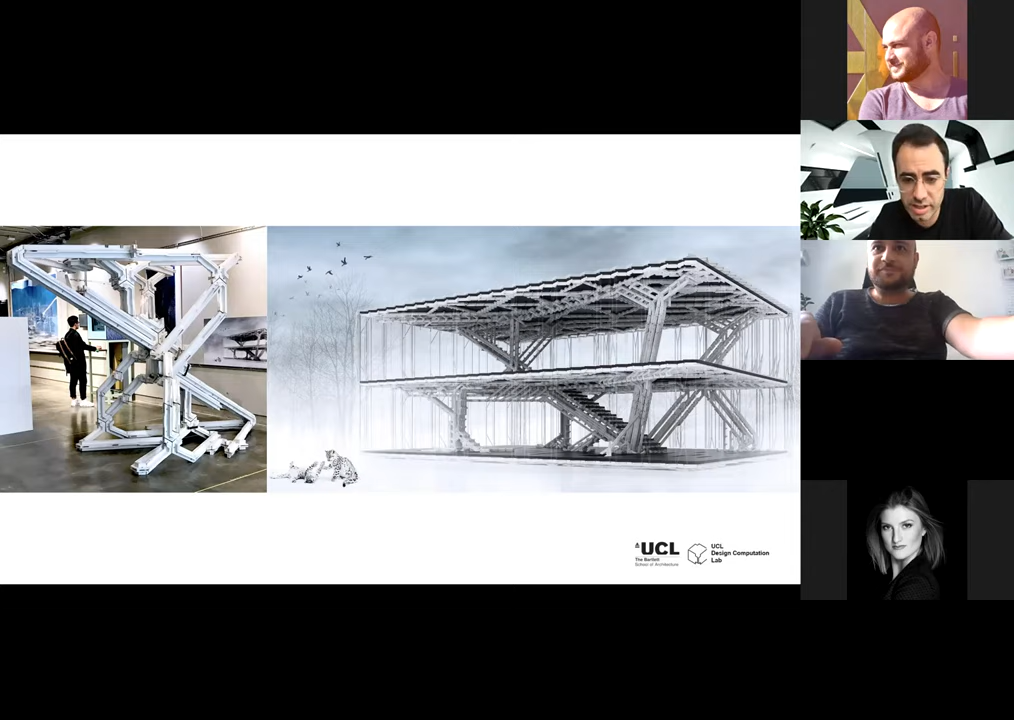 UCL
The Bartlett
School of Architecture
UCL
Design Computation
Lab